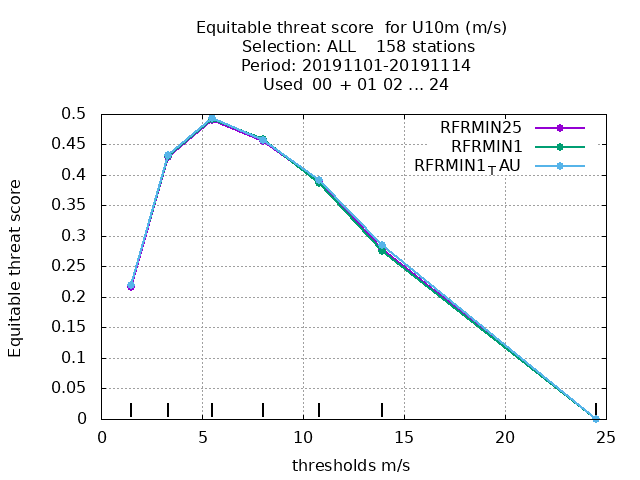 Equitable threat score for U10m (m/s)
Selection: ALL 158 stations
Period: 20191101-20191114
Used 00 + 01 02 ... 24
RFRMIN25
RFRMIN1
RFRMIN1TAU
Equitable threat score
0.5
0.45
0.4
0.35
0.3
0.25
0.2
0.15
0.1
0.05
0
0 5 10 15 20 25
thresholds m/s